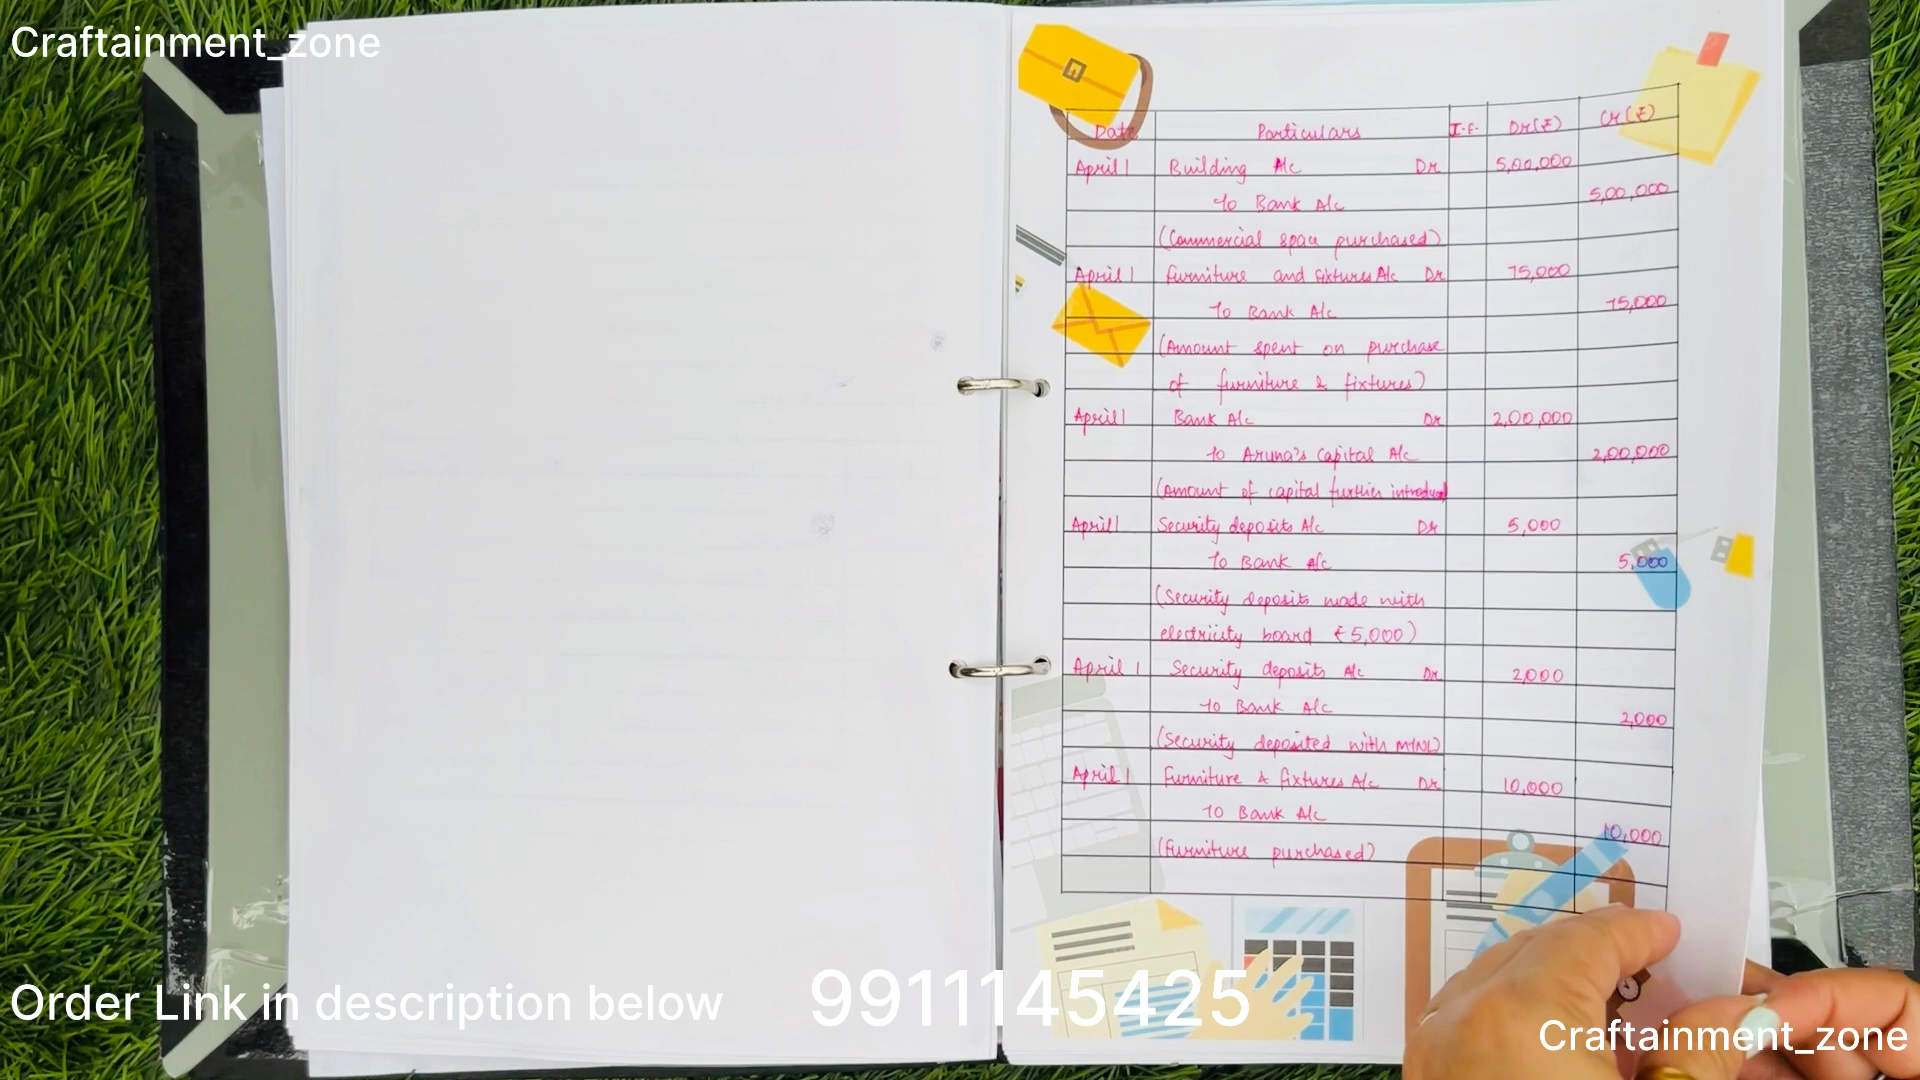 Craftainment_zone
Date Particulars J.F. Dr(₹) Cr(₹)
April 1 Building A/c Dr 5,00,000
To Bank A/c 5,00,000
(Commercial space purchased)
April 1 Furniture and fixtures A/c Dr 75,000
To Bank A/c 75,000
(Amount spent on purchase
of furniture & fixtures)
April 1 Bank A/c Dr 2,00,000
To Aruna's Capital A/c 2,00,000
(Amount of capital further introduced
April 1 Security deposits A/c Dr 5,000
To Bank A/c 5,000
(Security deposits made with
electricity board ₹5,000)
April 1 Security deposits A/c Dr 2,000
To Bank A/c 2,000
(Security deposited with MTNL)
April 1 Furniture & fixtures A/c Dr 10,000
To Bank A/c 10,000
(Furniture purchased)
Order Link in description below 9911145425
Craftainment_zone